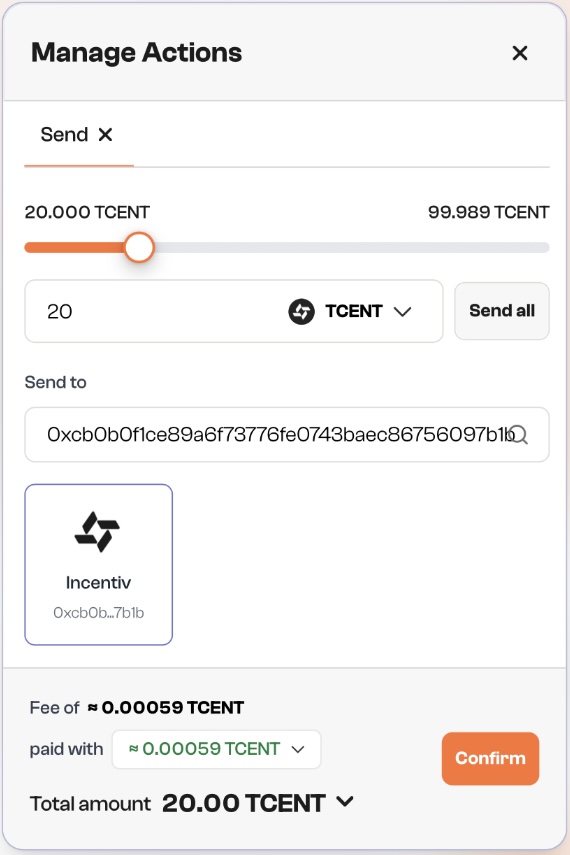 Manage Actions
Send
20.000 TCENT 99.989 TCENT
20 TCENT Send all
Send to
0xcb0b0f1ce89a6f73776fe0743baec86756097b1b
Incentiv
0xcb0b...7b1b
Fee of ≈ 0.00059 TCENT
paid with ≈ 0.00059 TCENT
Confirm
Total amount 20.00 TCENT